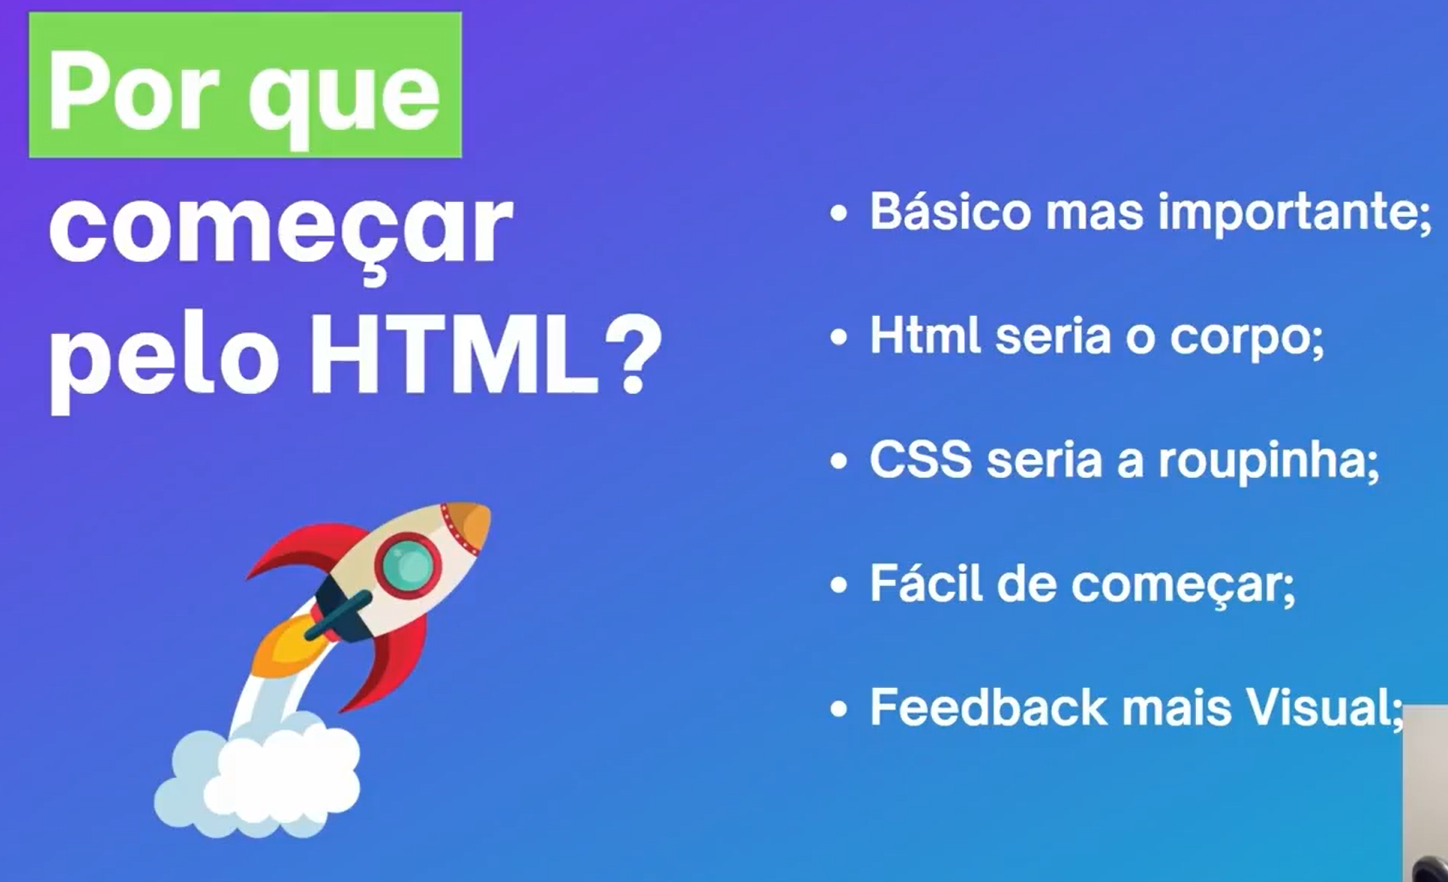 Por que
começar
pelo HTML?
• Básico mas importante;
• Html seria o corpo;
• CSS seria a roupinha;
• Fácil de começar;
• Feedback mais Visual;